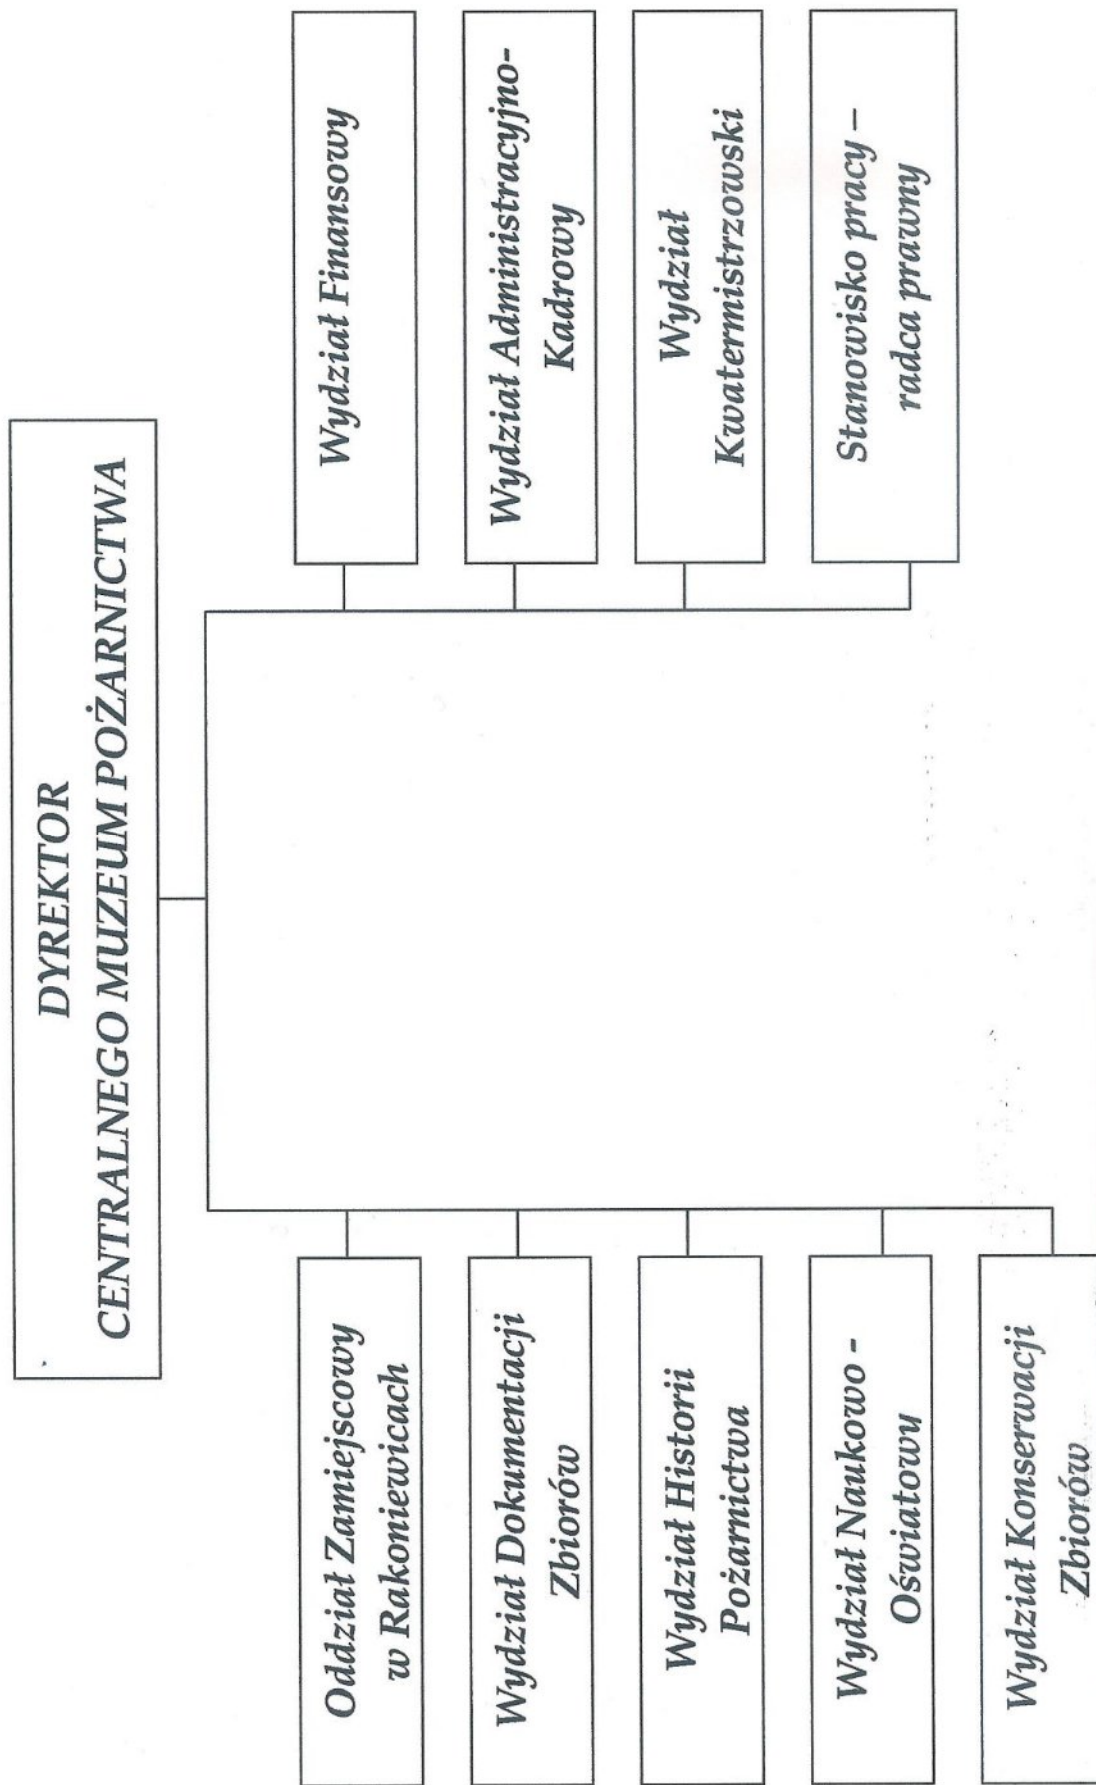 DYREKTOR
CENTRALNEGO MUZEUM POŻARNICTWA
Oddział Zamiejscowy
w Rakoniewicach
Wydział Dokumentacji
Zbiorów
Wydział Historii
Pożarnictwa
Wydział Naukowo -
Oświatowy
Wydział Konserwacji
Zbiorów
Wydział Finansowy
Wydział Administracyjno-
Kadrowy
Wydział
Kwatermistrzowski
Stanowisko pracy –
radca prawny